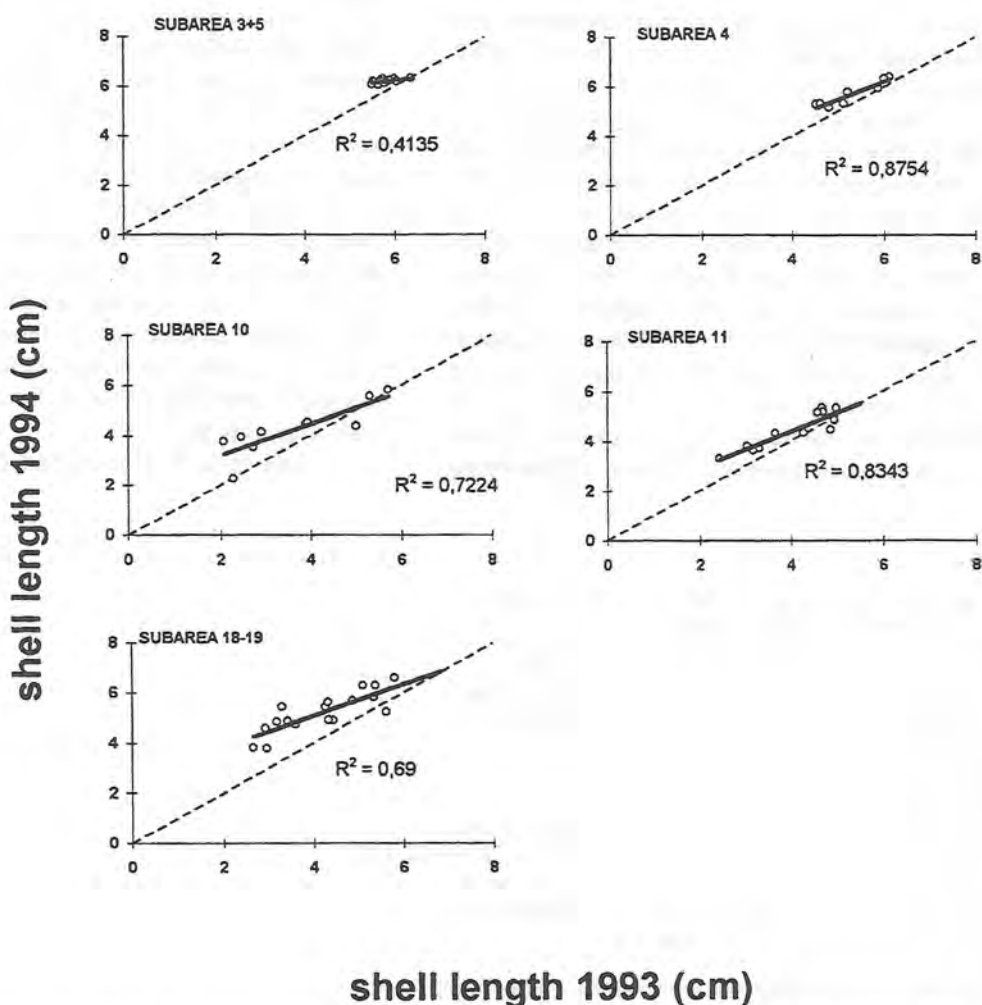 SUBAREA 3+5
8
6
4
2
0
0 2 4 6 8
R² = 0,4135
SUBAREA 4
8
6
4
2
0
0 2 4 6 8
R² = 0,8754
SUBAREA 10
8
6
4
2
0
0 2 4 6 8
R² = 0,7224
SUBAREA 11
8
6
4
2
0
0 2 4 6 8
R² = 0,8343
SUBAREA 18-19
8
6
4
2
0
0 2 4 6 8
R² = 0,69
shell length 1994 (cm)
shell length 1993 (cm)